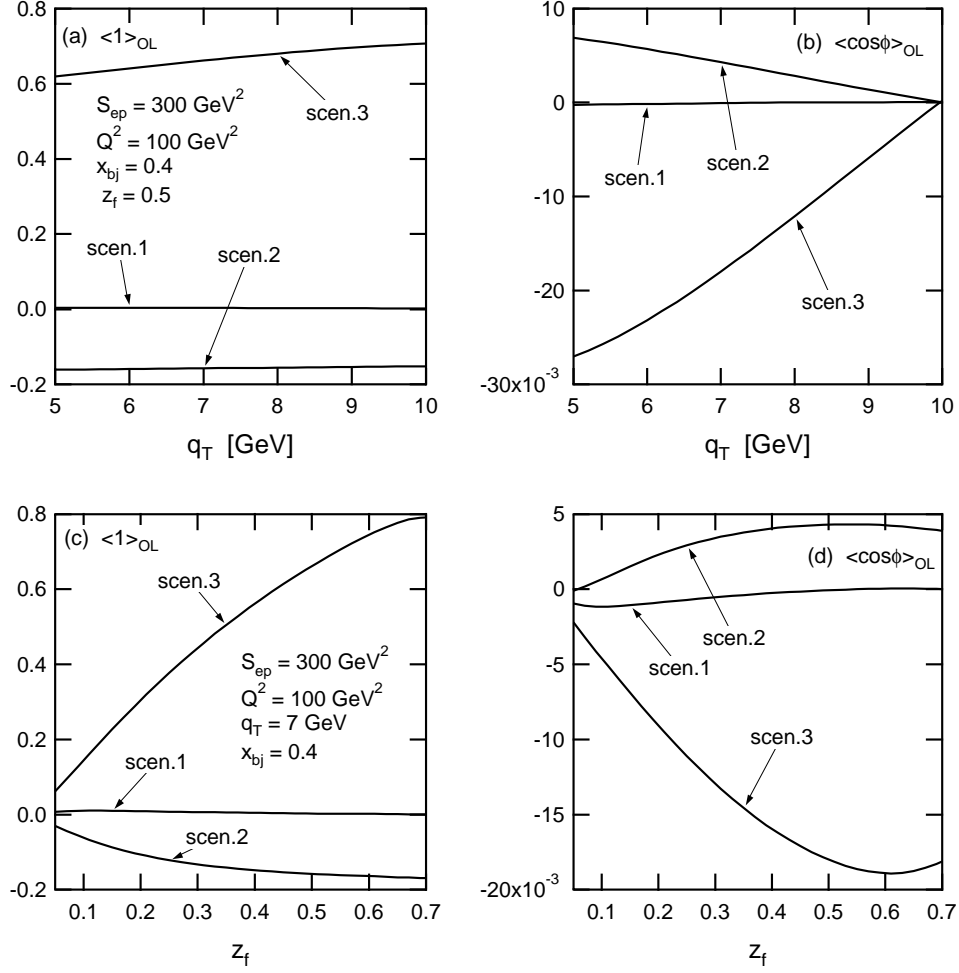 (a) <1>OL
0.8
0.6
0.4
0.2
0.0
-0.2
Sep = 300 GeV²
Q² = 100 GeV²
xbj = 0.4
zf = 0.5
scen.3
scen.1
scen.2
5 6 7 8 9 10
qT [GeV]
(b) <cosϕ>OL
10
0
-10
-20
-30x10⁻³
scen.2
scen.1
scen.3
5 6 7 8 9 10
qT [GeV]
(c) <1>OL
0.8
0.6
0.4
0.2
0.0
-0.2
scen.3
Sep = 300 GeV²
Q² = 100 GeV²
qT = 7 GeV
xbj = 0.4
scen.1
scen.2
0.1 0.2 0.3 0.4 0.5 0.6 0.7
zf
(d) <cosϕ>OL
5
0
-5
-10
-15
-20x10⁻³
scen.2
scen.1
scen.3
0.1 0.2 0.3 0.4 0.5 0.6 0.7
zf